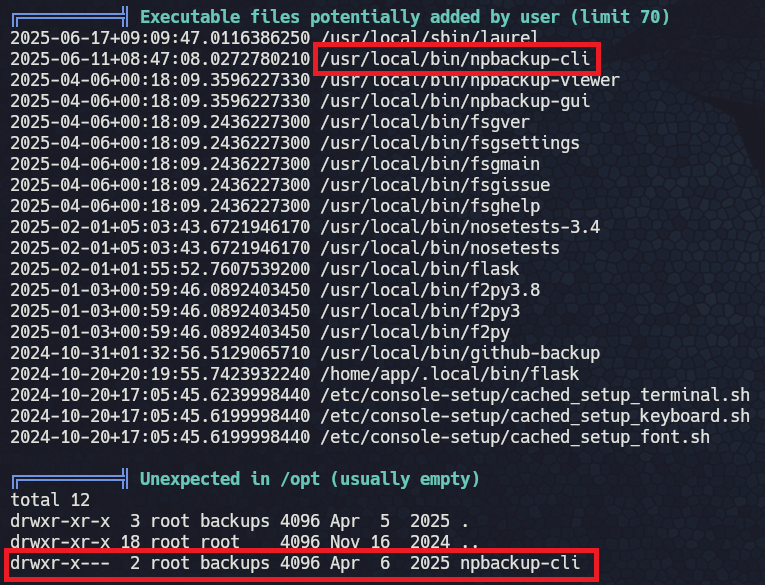 Executable files potentially added by user (limit 70)
2025-06-17+09:09:47.0116386250 /usr/local/sbin/laurel
2025-06-11+08:47:08.0272780210 /usr/local/bin/npbackup-cli
2025-04-06+00:18:09.3596227330 /usr/local/bin/npbackup-viewer
2025-04-06+00:18:09.3596227330 /usr/local/bin/npbackup-gui
2025-04-06+00:18:09.2436227300 /usr/local/bin/fsgver
2025-04-06+00:18:09.2436227300 /usr/local/bin/fsgsettings
2025-04-06+00:18:09.2436227300 /usr/local/bin/fsgmain
2025-04-06+00:18:09.2436227300 /usr/local/bin/fsgissue
2025-04-06+00:18:09.2436227300 /usr/local/bin/fsghelp
2025-02-01+05:03:43.6721946170 /usr/local/bin/nosetests-3.4
2025-02-01+05:03:43.6721946170 /usr/local/bin/nosetests
2025-02-01+01:55:52.7607539200 /usr/local/bin/flask
2025-01-03+00:59:46.0892403450 /usr/local/bin/f2py3.8
2025-01-03+00:59:46.0892403450 /usr/local/bin/f2py3
2025-01-03+00:59:46.0892403450 /usr/local/bin/f2py
2024-10-31+01:32:56.5129065710 /usr/local/bin/github-backup
2024-10-20+20:19:55.7423932240 /home/app/.local/bin/flask
2024-10-20+17:05:45.6239998440 /etc/console-setup/cached_setup_terminal.sh
2024-10-20+17:05:45.6199998440 /etc/console-setup/cached_setup_keyboard.sh
2024-10-20+17:05:45.6199998440 /etc/console-setup/cached_setup_font.sh
Unexpected in /opt (usually empty)
total 12
drwxr-xr-x  3 root backups 4096 Apr  5  2025 .
drwxr-xr-x 18 root root    4096 Nov 16  2024 ..
drwxr-x---  2 root backups 4096 Apr  6  2025 npbackup-cli